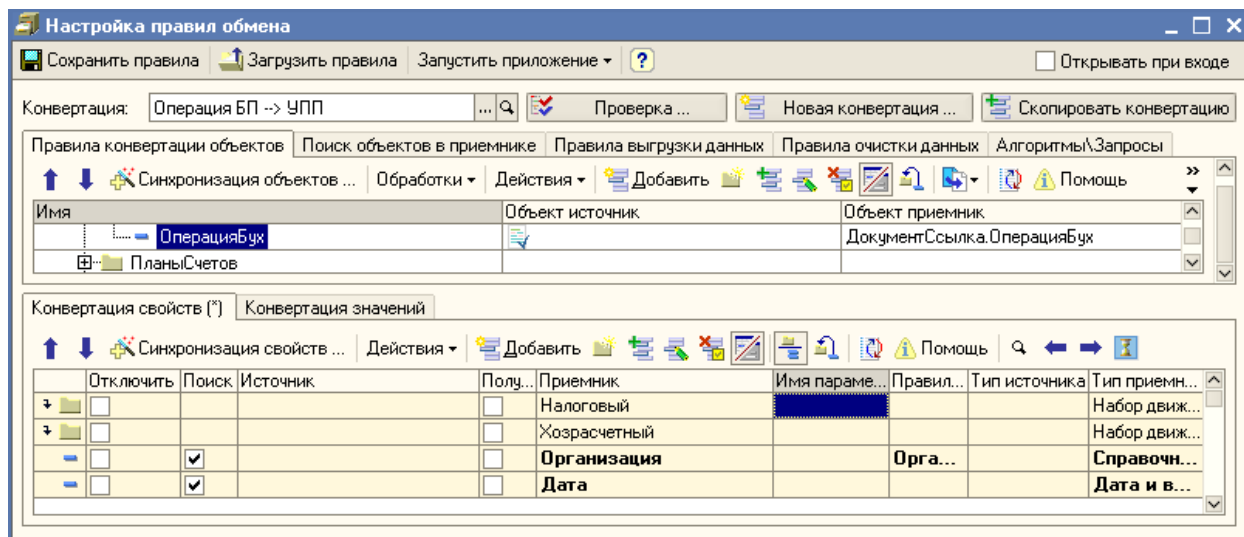 Настройка правил обмена
Сохранить правила Загрузить правила Запустить приложение ? Открывать при входе
Конвертация: Операция БП --> УПП ... Проверка ... Новая конвертация ... Скопировать конвертацию
Правила конвертации объектов Поиск объектов в приемнике Правила выгрузки данных Правила очистки данных Алгоритмы\Запросы
Синхронизация объектов ... Обработки Действия Добавить Помощь
Имя Объект источник Объект приемник
ОперацияБух ДокументСсылка.ОперацияБух
ПланыСчетов
Конвертация свойств (*) Конвертация значений
Синхронизация свойств ... Действия Добавить Помощь
Отключить Поиск Источник Полу... Приемник Имя параме... Правил... Тип источника Тип приемн...
Налоговый Набор движ...
Хозрасчетный Набор движ...
Организация Орга... Справочн...
Дата Дата и в...